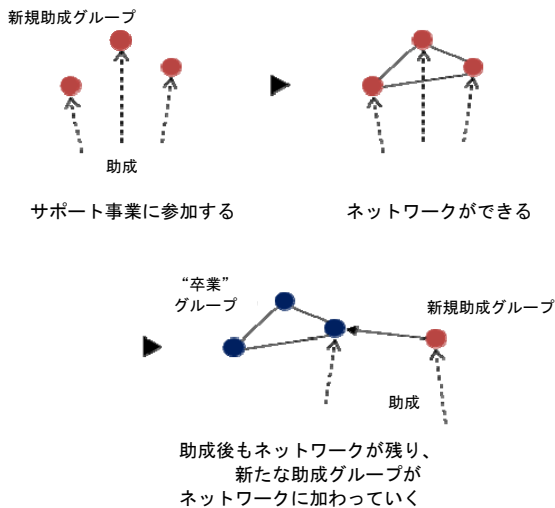 新規助成グループ
助成
サポート事業に参加する
ネットワークができる
“卒業”
グループ
新規助成グループ
助成
助成後もネットワークが残り、
新たな助成グループが
ネットワークに加わっていく